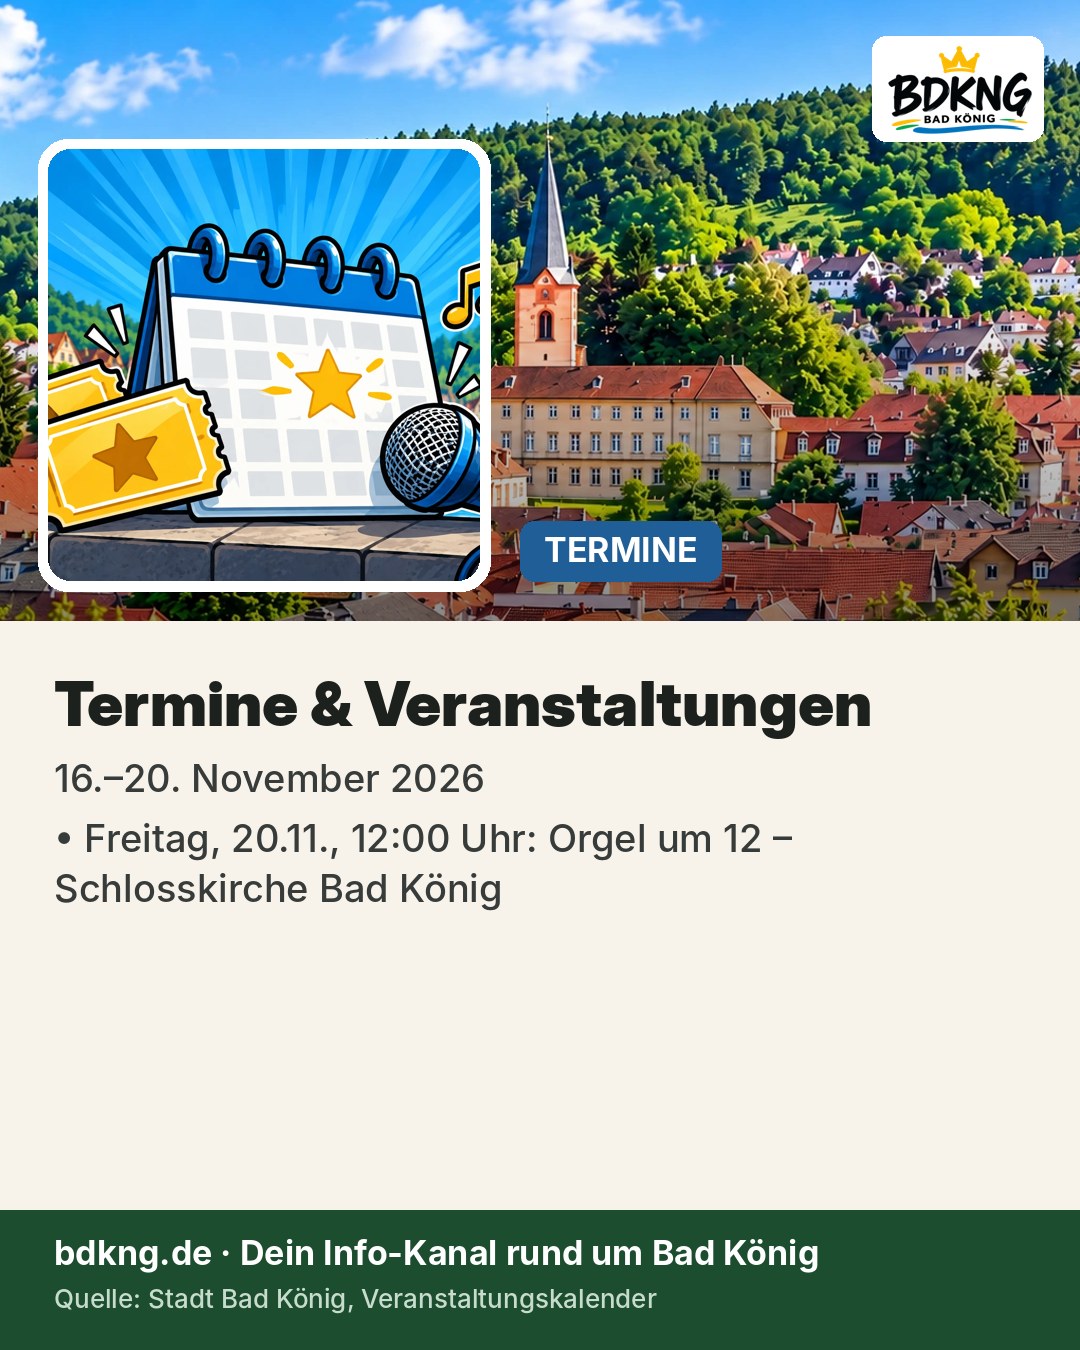 BDKNG
BAD KÖNIG
TERMINE
Termine & Veranstaltungen
16.–20. November 2026
• Freitag, 20.11., 12:00 Uhr: Orgel um 12 –
Schlosskirche Bad König
bdkng.de · Dein Info-Kanal rund um Bad König
Quelle: Stadt Bad König, Veranstaltungskalender